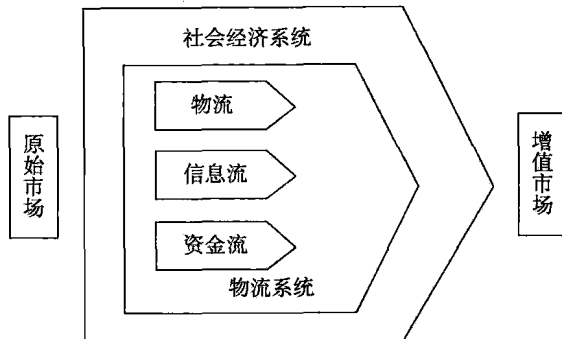 社会经济系统
物流
原始市场
信息流
增值市场
资金流
物流系统